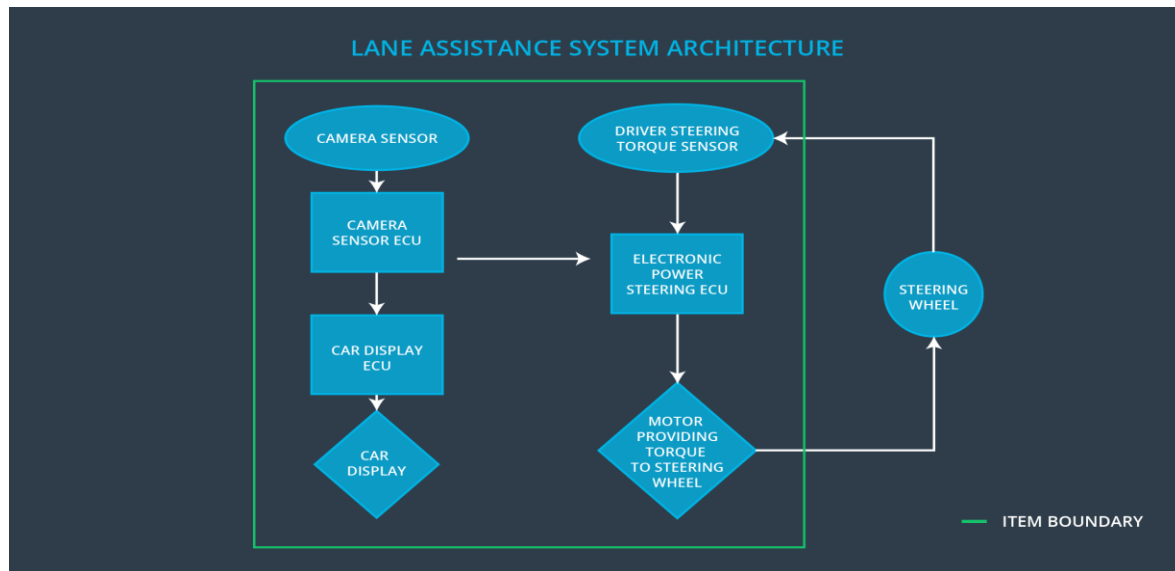 LANE ASSISTANCE SYSTEM ARCHITECTURE
CAMERA SENSOR
CAMERA
SENSOR ECU
CAR DISPLAY
ECU
CAR
DISPLAY
DRIVER STEERING
TORQUE SENSOR
ELECTRONIC
POWER
STEERING ECU
MOTOR
PROVIDING
TORQUE
TO STEERING
WHEEL
STEERING
WHEEL
ITEM BOUNDARY